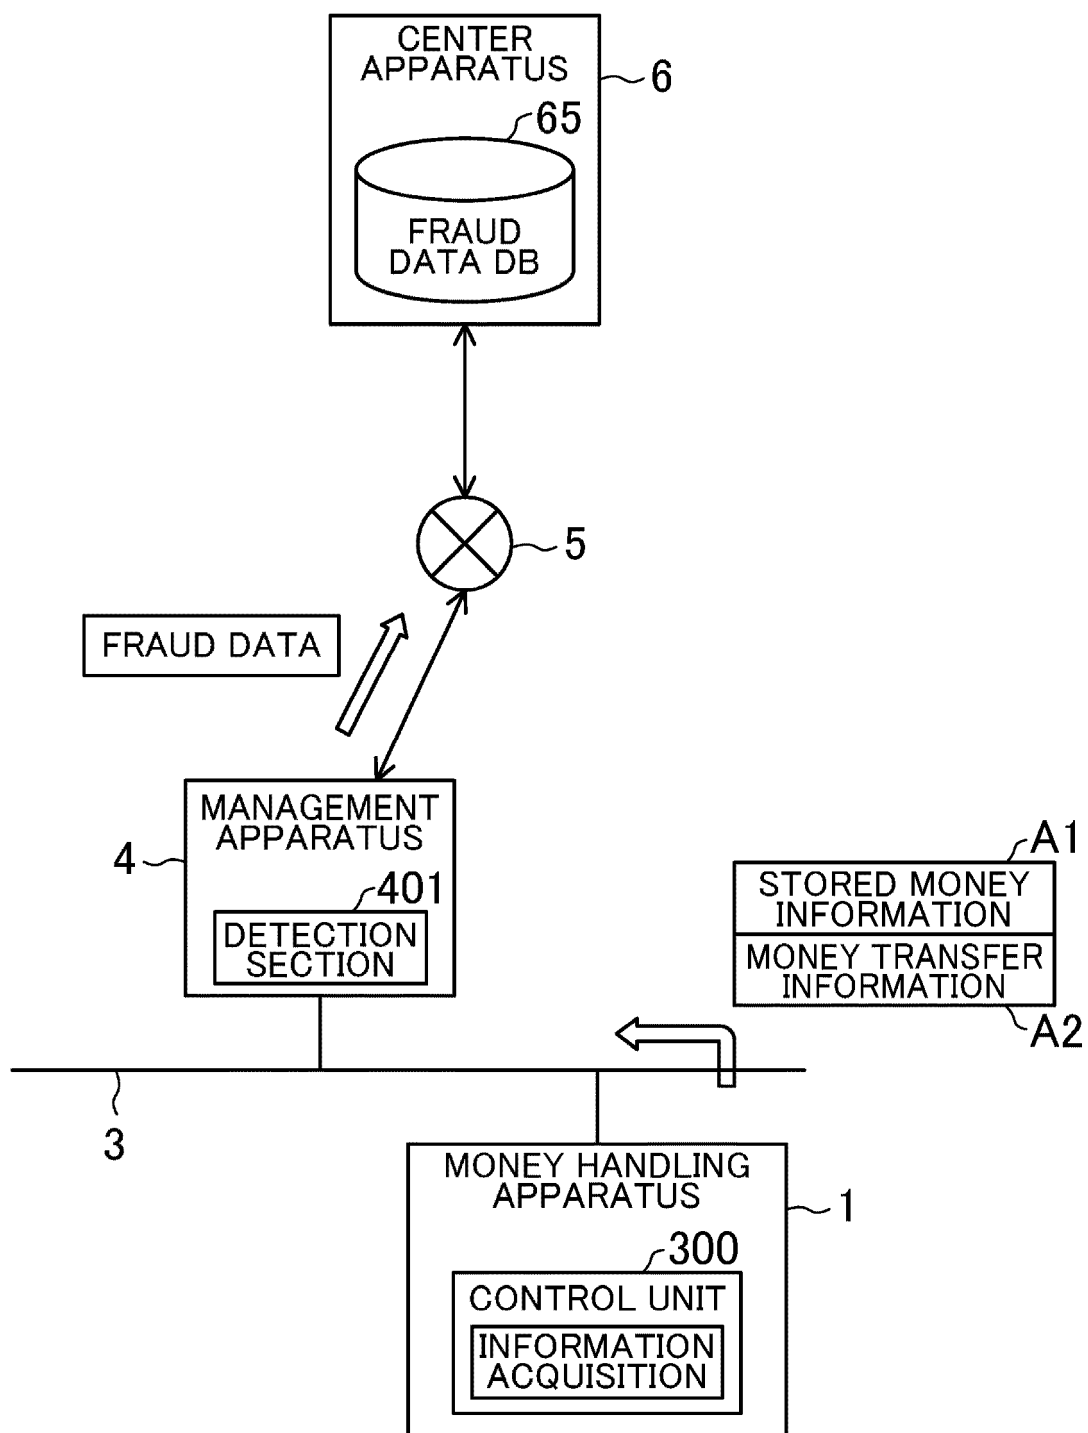 CENTER
APPARATUS
6
65
FRAUD
DATA DB
5
FRAUD DATA
MANAGEMENT
APPARATUS
4
401
DETECTION
SECTION
A1
STORED MONEY
INFORMATION
MONEY TRANSFER
INFORMATION
A2
3
MONEY HANDLING
APPARATUS
1
300
CONTROL UNIT
INFORMATION
ACQUISITION